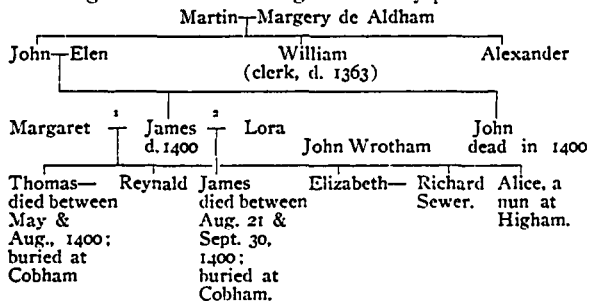 Martin Margery de Aldham
John—Elen William Alexander
(clerk, d. 1363)
Margaret 1 James 2 Lora John
d. 1400 John Wrotham dead in 1400
Thomas— Reynald James Elizabeth— Richard Alice, a
died between died between Sewer. nun at
May & Aug. 21 & Higham.
Aug., 1400; Sept. 30,
buried at 1400;
Cobham buried at
Cobham.